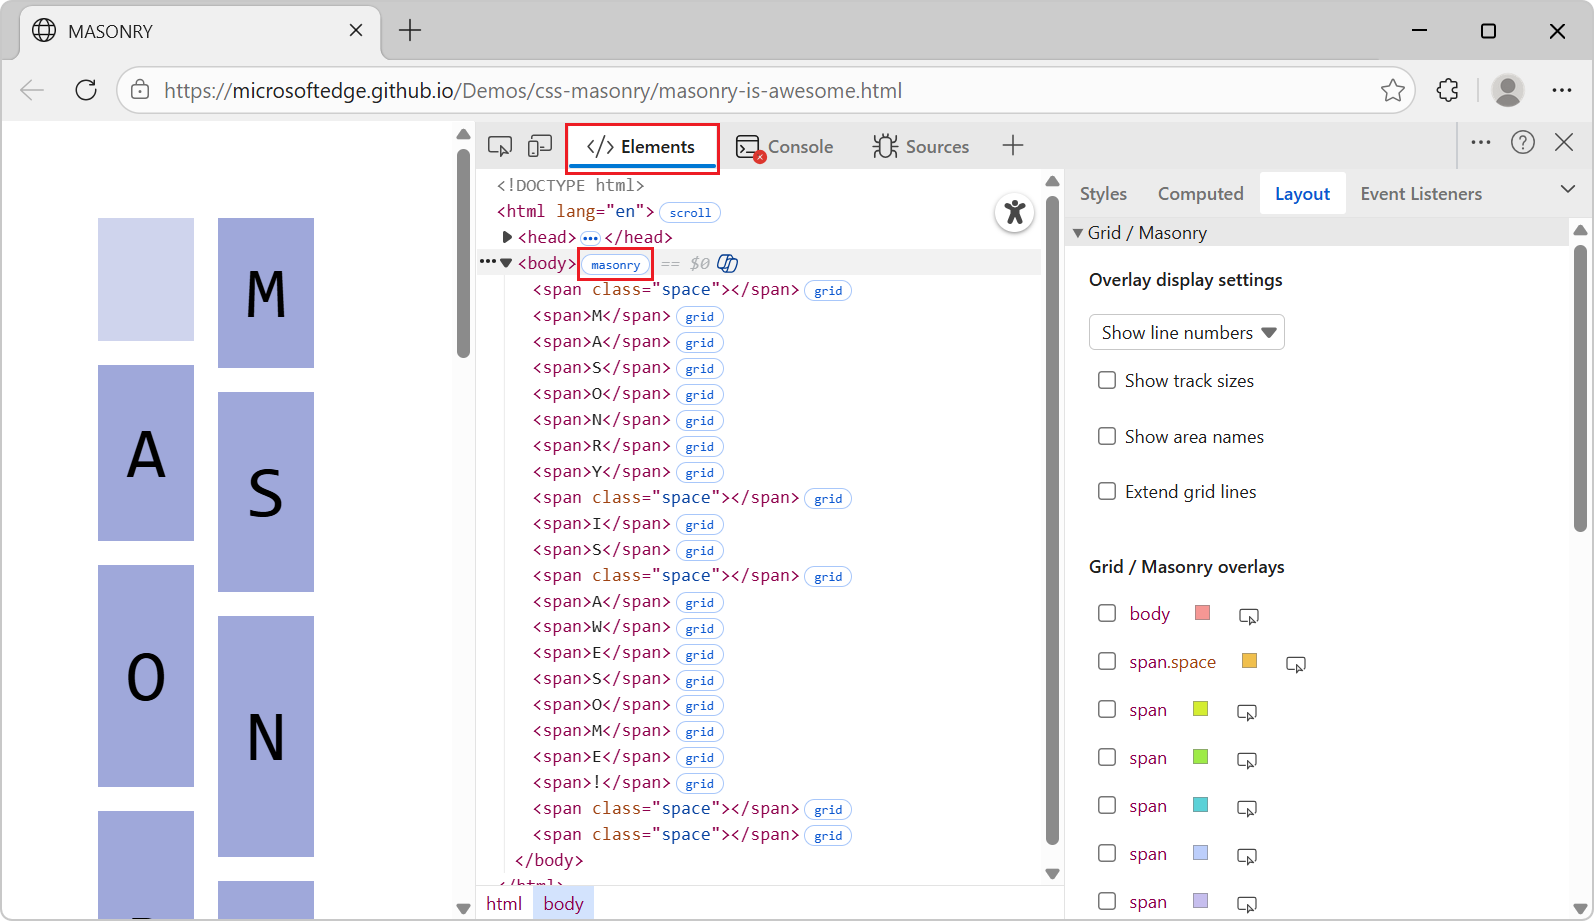 MASONRY
https://microsoftedge.github.io/Demos/css-masonry/masonry-is-awesome.html
M
A
S
O
N
Elements
Console
Sources
<!DOCTYPE html>
<html lang="en"> scroll
<head> ••• </head>
••• <body> masonry == $0
<span class="space"></span> grid
<span>M</span> grid
<span>A</span> grid
<span>S</span> grid
<span>O</span> grid
<span>N</span> grid
<span>R</span> grid
<span>Y</span> grid
<span class="space"></span> grid
<span>I</span> grid
<span>S</span> grid
<span class="space"></span> grid
<span>A</span> grid
<span>W</span> grid
<span>E</span> grid
<span>S</span> grid
<span>O</span> grid
<span>M</span> grid
<span>E</span> grid
<span>!</span> grid
<span class="space"></span> grid
<span class="space"></span> grid
</body>
</html>
html body
Styles Computed Layout Event Listeners
Grid / Masonry
Overlay display settings
Show line numbers
Show track sizes
Show area names
Extend grid lines
Grid / Masonry overlays
body
span.space
span
span
span
span
span